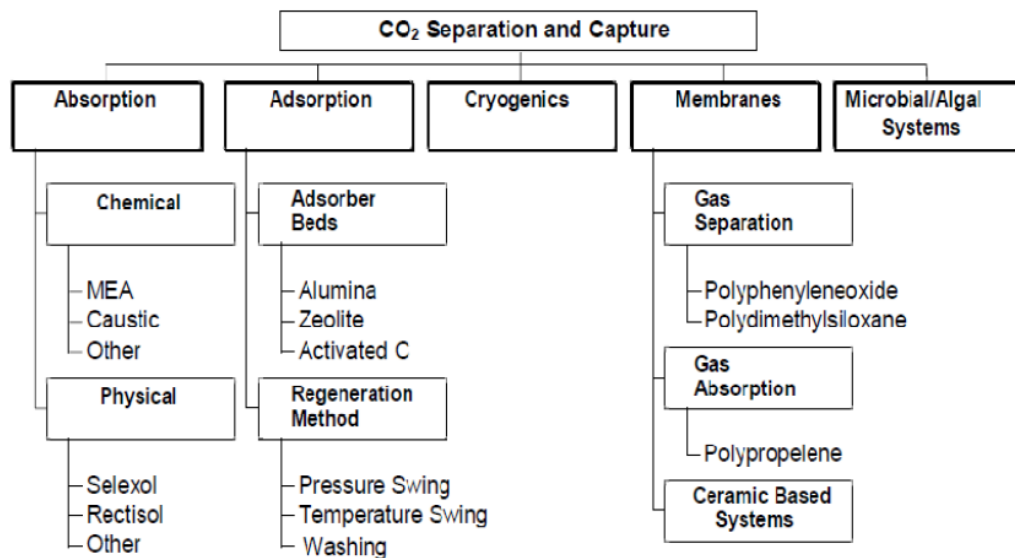 CO₂ Separation and Capture
Absorption
Adsorption
Cryogenics
Membranes
Microbial/Algal
Systems
Chemical
MEA
Caustic
Other
Physical
Selexol
Rectisol
Other
Adsorber
Beds
Alumina
Zeolite
Activated C
Regeneration
Method
Pressure Swing
Temperature Swing
Washing
Gas
Separation
Polyphenyleneoxide
Polydimethylsiloxane
Gas
Absorption
Polypropelene
Ceramic Based
Systems